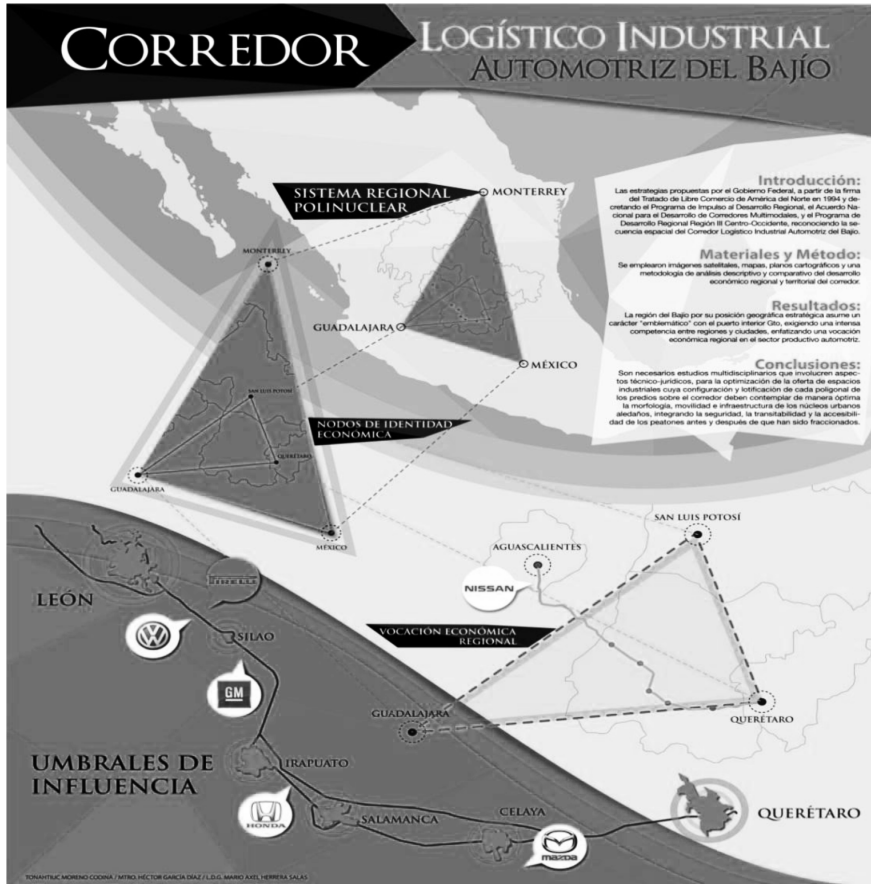 CORREDOR
LOGÍSTICO INDUSTRIAL
AUTOMOTRIZ DEL BAJÍO
SISTEMA REGIONAL
POLINUCLEAR
MONTERREY
MONTERREY
GUADALAJARA
MÉXICO
SAN LUIS POTOSÍ
QUERÉTARO
GUADALAJARA
MÉXICO
NODOS DE IDENTIDAD
ECONÓMICA
Introducción:
Las estrategias propuestas por el Gobierno Federal, a partir de la firma
del Tratado de Libre Comercio de América del Norte en 1994 y de-
cretando el Programa de Impulso al Desarrollo Regional, el Acuerdo Na-
cional para el Desarrollo de Corredores Multimodales, y el Programa de
Desarrollo Regional Región III Centro-Occidente, reconociendo la se-
cuencia espacial del Corredor Logístico Industrial Automotriz del Bajío.
Materiales y Método:
Se emplearon imágenes satelitales, mapas, planos cartográficos y una
metodología de análisis descriptivo y comparativo del desarrollo
económico regional y territorial del corredor.
Resultados:
La región del Bajío por su posición geográfica estratégica asume un
carácter "emblemático" con el puerto interior Gto, exigiendo una intensa
competencia entre regiones y ciudades, enfatizando una vocación
económica regional en el sector productivo automotriz.
Conclusiones:
Son necesarios estudios multidisciplinarios que involucren aspec-
tos técnico-jurídicos, para la optimización de la oferta de espacios
industriales cuya configuración y lotificación de cada poligonal de
los predios sobre el corredor deben contemplar de manera óptima
la morfología, movilidad e infraestructura de los núcleos urbanos
aledaños, integrando la seguridad, la transitabilidad y la accesibili-
dad de los peatones antes y después de que han sido fraccionados.
SAN LUIS POTOSÍ
AGUASCALIENTES
NISSAN
VOCACIÓN ECONÓMICA
REGIONAL
GUADALAJARA
QUERÉTARO
LEÓN
PIRELLI
SILAO
GM
UMBRALES DE
INFLUENCIA
IRAPUATO
HONDA
SALAMANCA
CELAYA
mazda
QUERÉTARO
TONAHTIUC MORENO CODINA / MTRO. HÉCTOR GARCÍA DÍAZ / L.D.G. MARIO AXEL HERRERA SALAS